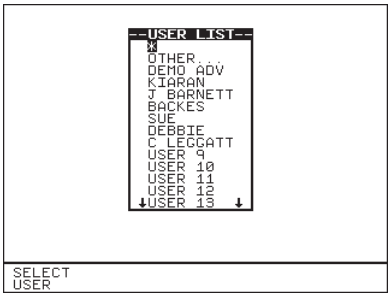 --USER LIST--
*
OTHER...
DEMO ADV
KIARAN
J BARNETT
BACKES
SUE
DEBBIE
C LEGGATT
USER 9
USER 10
USER 11
USER 12
↓USER 13 ↓
SELECT
USER